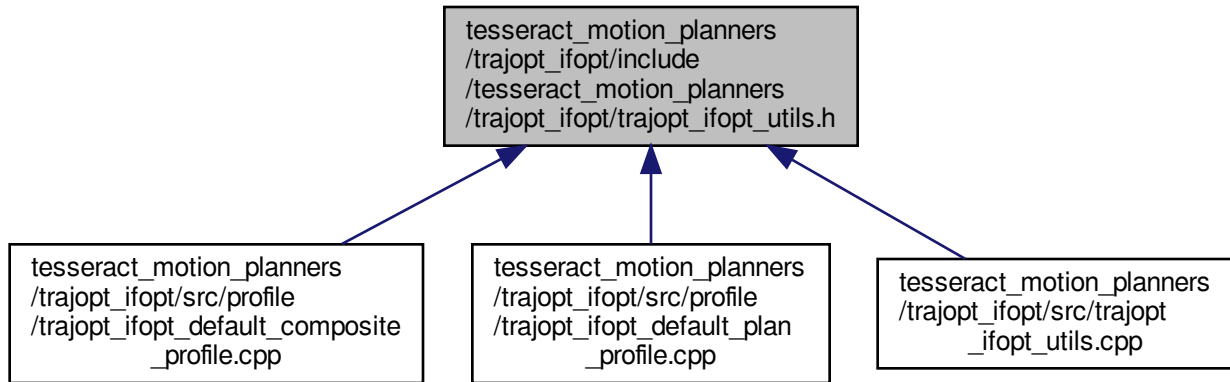 tesseract_motion_planners
/trajopt_ifopt/include
/tesseract_motion_planners
/trajopt_ifopt/trajopt_ifopt_utils.h
tesseract_motion_planners
/trajopt_ifopt/src/profile
/trajopt_ifopt_default_composite
_profile.cpp
tesseract_motion_planners
/trajopt_ifopt/src/profile
/trajopt_ifopt_default_plan
_profile.cpp
tesseract_motion_planners
/trajopt_ifopt/src/trajopt
_ifopt_utils.cpp